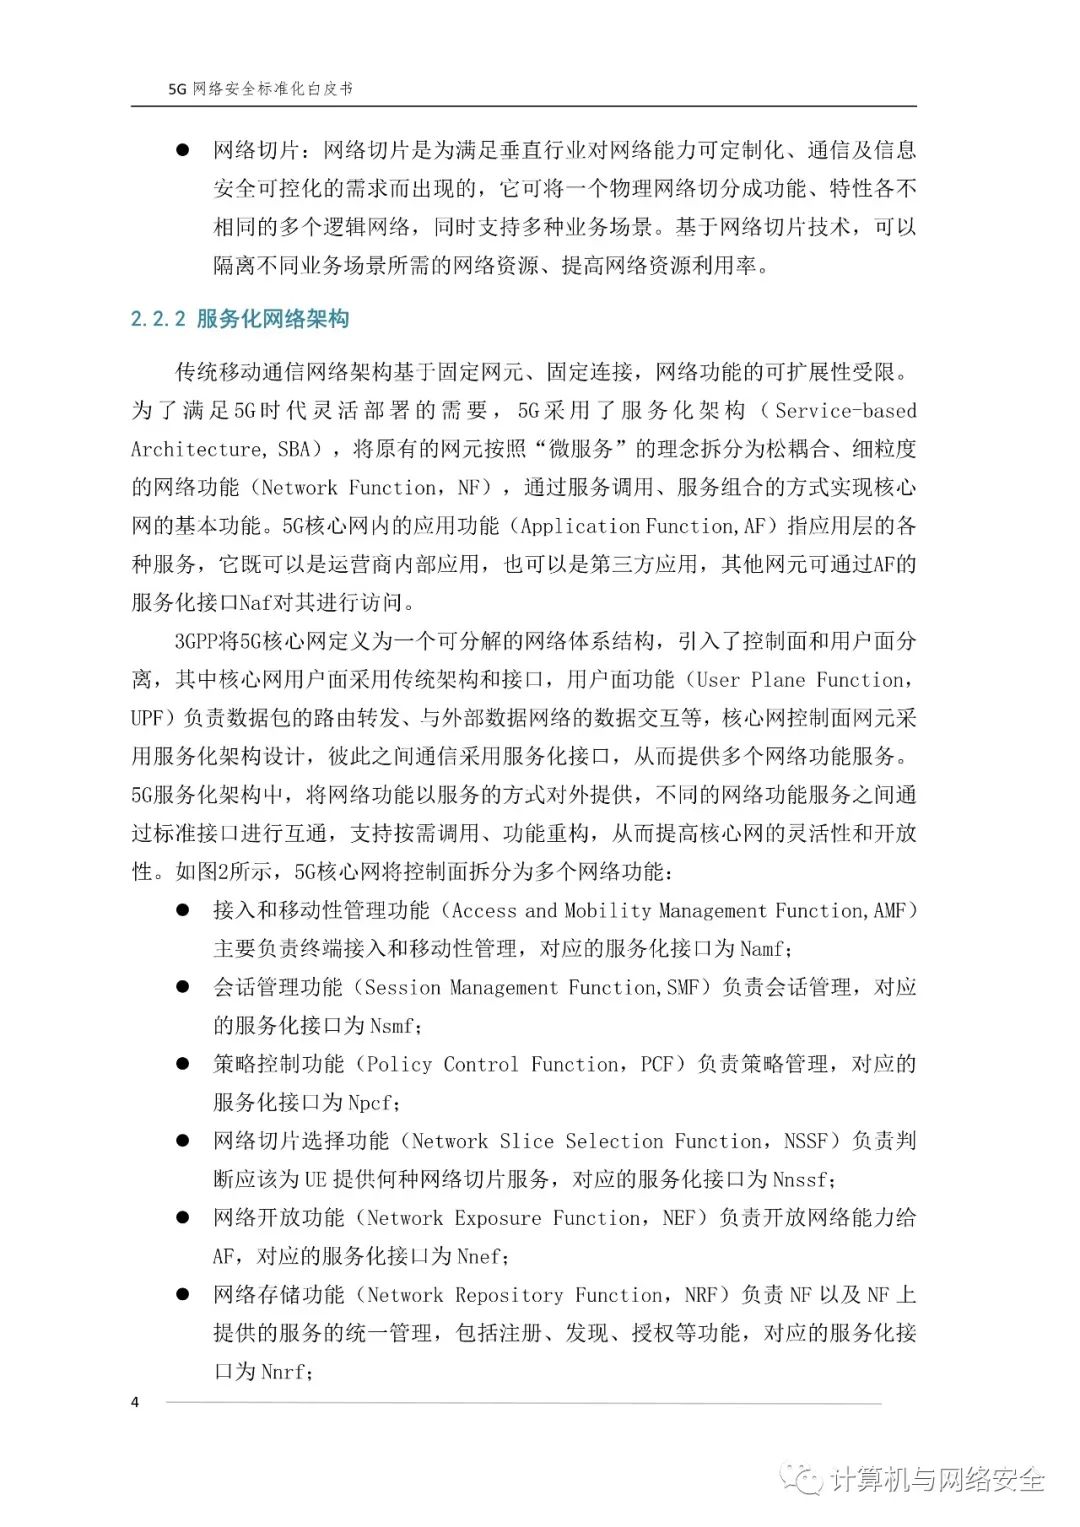 5G 网络安全标准化白皮书
● 网络切片：网络切片是为满足垂直行业对网络能力可定制化、通信及信息
安全可控化的需求而出现的，它可将一个物理网络切分成功能、特性各不
相同的多个逻辑网络，同时支持多种业务场景。基于网络切片技术，可以
隔离不同业务场景所需的网络资源、提高网络资源利用率。
2.2.2 服务化网络架构
传统移动通信网络架构基于固定网元、固定连接，网络功能的可扩展性受限。
为了满足5G时代灵活部署的需要，5G采用了服务化架构（Service-based
Architecture, SBA），将原有的网元按照“微服务”的理念拆分为松耦合、细粒度
的网络功能（Network Function，NF），通过服务调用、服务组合的方式实现核心
网的基本功能。5G核心网内的应用功能（Application Function, AF）指应用层的各
种服务，它既可以是运营商内部应用，也可以是第三方应用，其他网元可通过AF的
服务化接口Naf对其进行访问。
3GPP将5G核心网定义为一个可分解的网络体系结构，引入了控制面和用户面分
离，其中核心网用户面采用传统架构和接口，用户面功能（User Plane Function，
UPF）负责数据包的路由转发、与外部数据网络的数据交互等，核心网控制面网元采
用服务化架构设计，彼此之间通信采用服务化接口，从而提供多个网络功能服务。
5G服务化架构中，将网络功能以服务的方式对外提供，不同的网络功能服务之间通
过标准接口进行互通，支持按需调用、功能重构，从而提高核心网的灵活性和开放
性。如图2所示，5G核心网将控制面拆分为多个网络功能：
● 接入和移动性管理功能（Access and Mobility Management Function, AMF）
主要负责终端接入和移动性管理，对应的服务化接口为 Namf；
● 会话管理功能（Session Management Function, SMF）负责会话管理，对应
的服务化接口为 Nsmf；
● 策略控制功能（Policy Control Function，PCF）负责策略管理，对应的
服务化接口为 Npcf；
● 网络切片选择功能（Network Slice Selection Function，NSSF）负责判
断应该为 UE 提供何种网络切片服务，对应的服务化接口为 Nnssf；
● 网络开放功能（Network Exposure Function，NEF）负责开放网络能力给
AF，对应的服务化接口为 Nnef；
● 网络存储功能（Network Repository Function，NRF）负责 NF 以及 NF 上
提供的服务的统一管理，包括注册、发现、授权等功能，对应的服务化接
口为 Nnrf；
4
计算机与网络安全